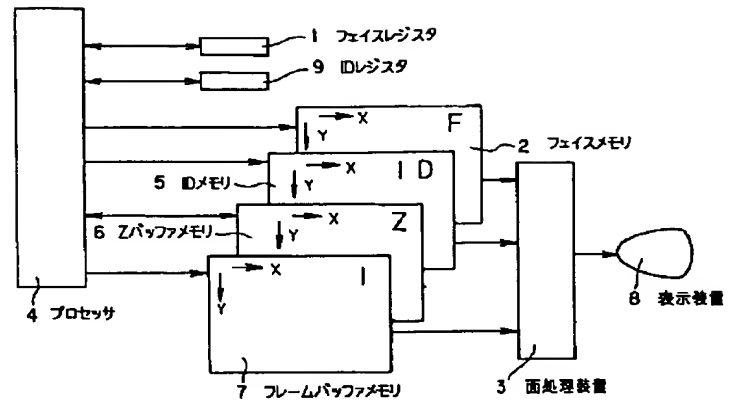 1 フェイスレジスタ
9 IDレジスタ
X
Y
F
2 フェイスメモリ
X
Y
ID
5 IDメモリ
X
Y
Z
6 Zバッファメモリ
X
Y
I
4 プロセッサ
7 フレームバッファメモリ
3 面処理装置
8 表示装置